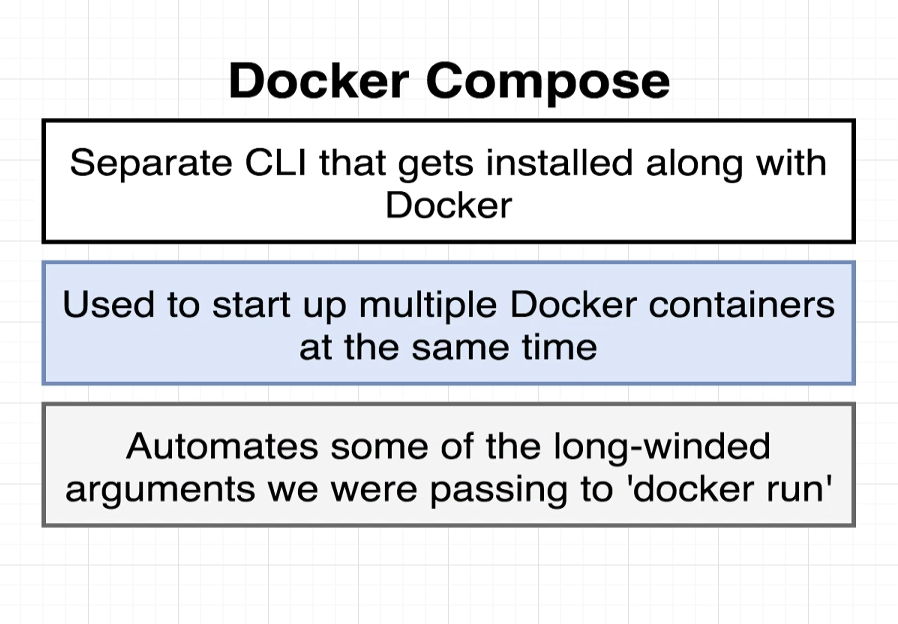 Docker Compose
Separate CLI that gets installed along with
Docker
Used to start up multiple Docker containers
at the same time
Automates some of the long-winded
arguments we were passing to 'docker run'